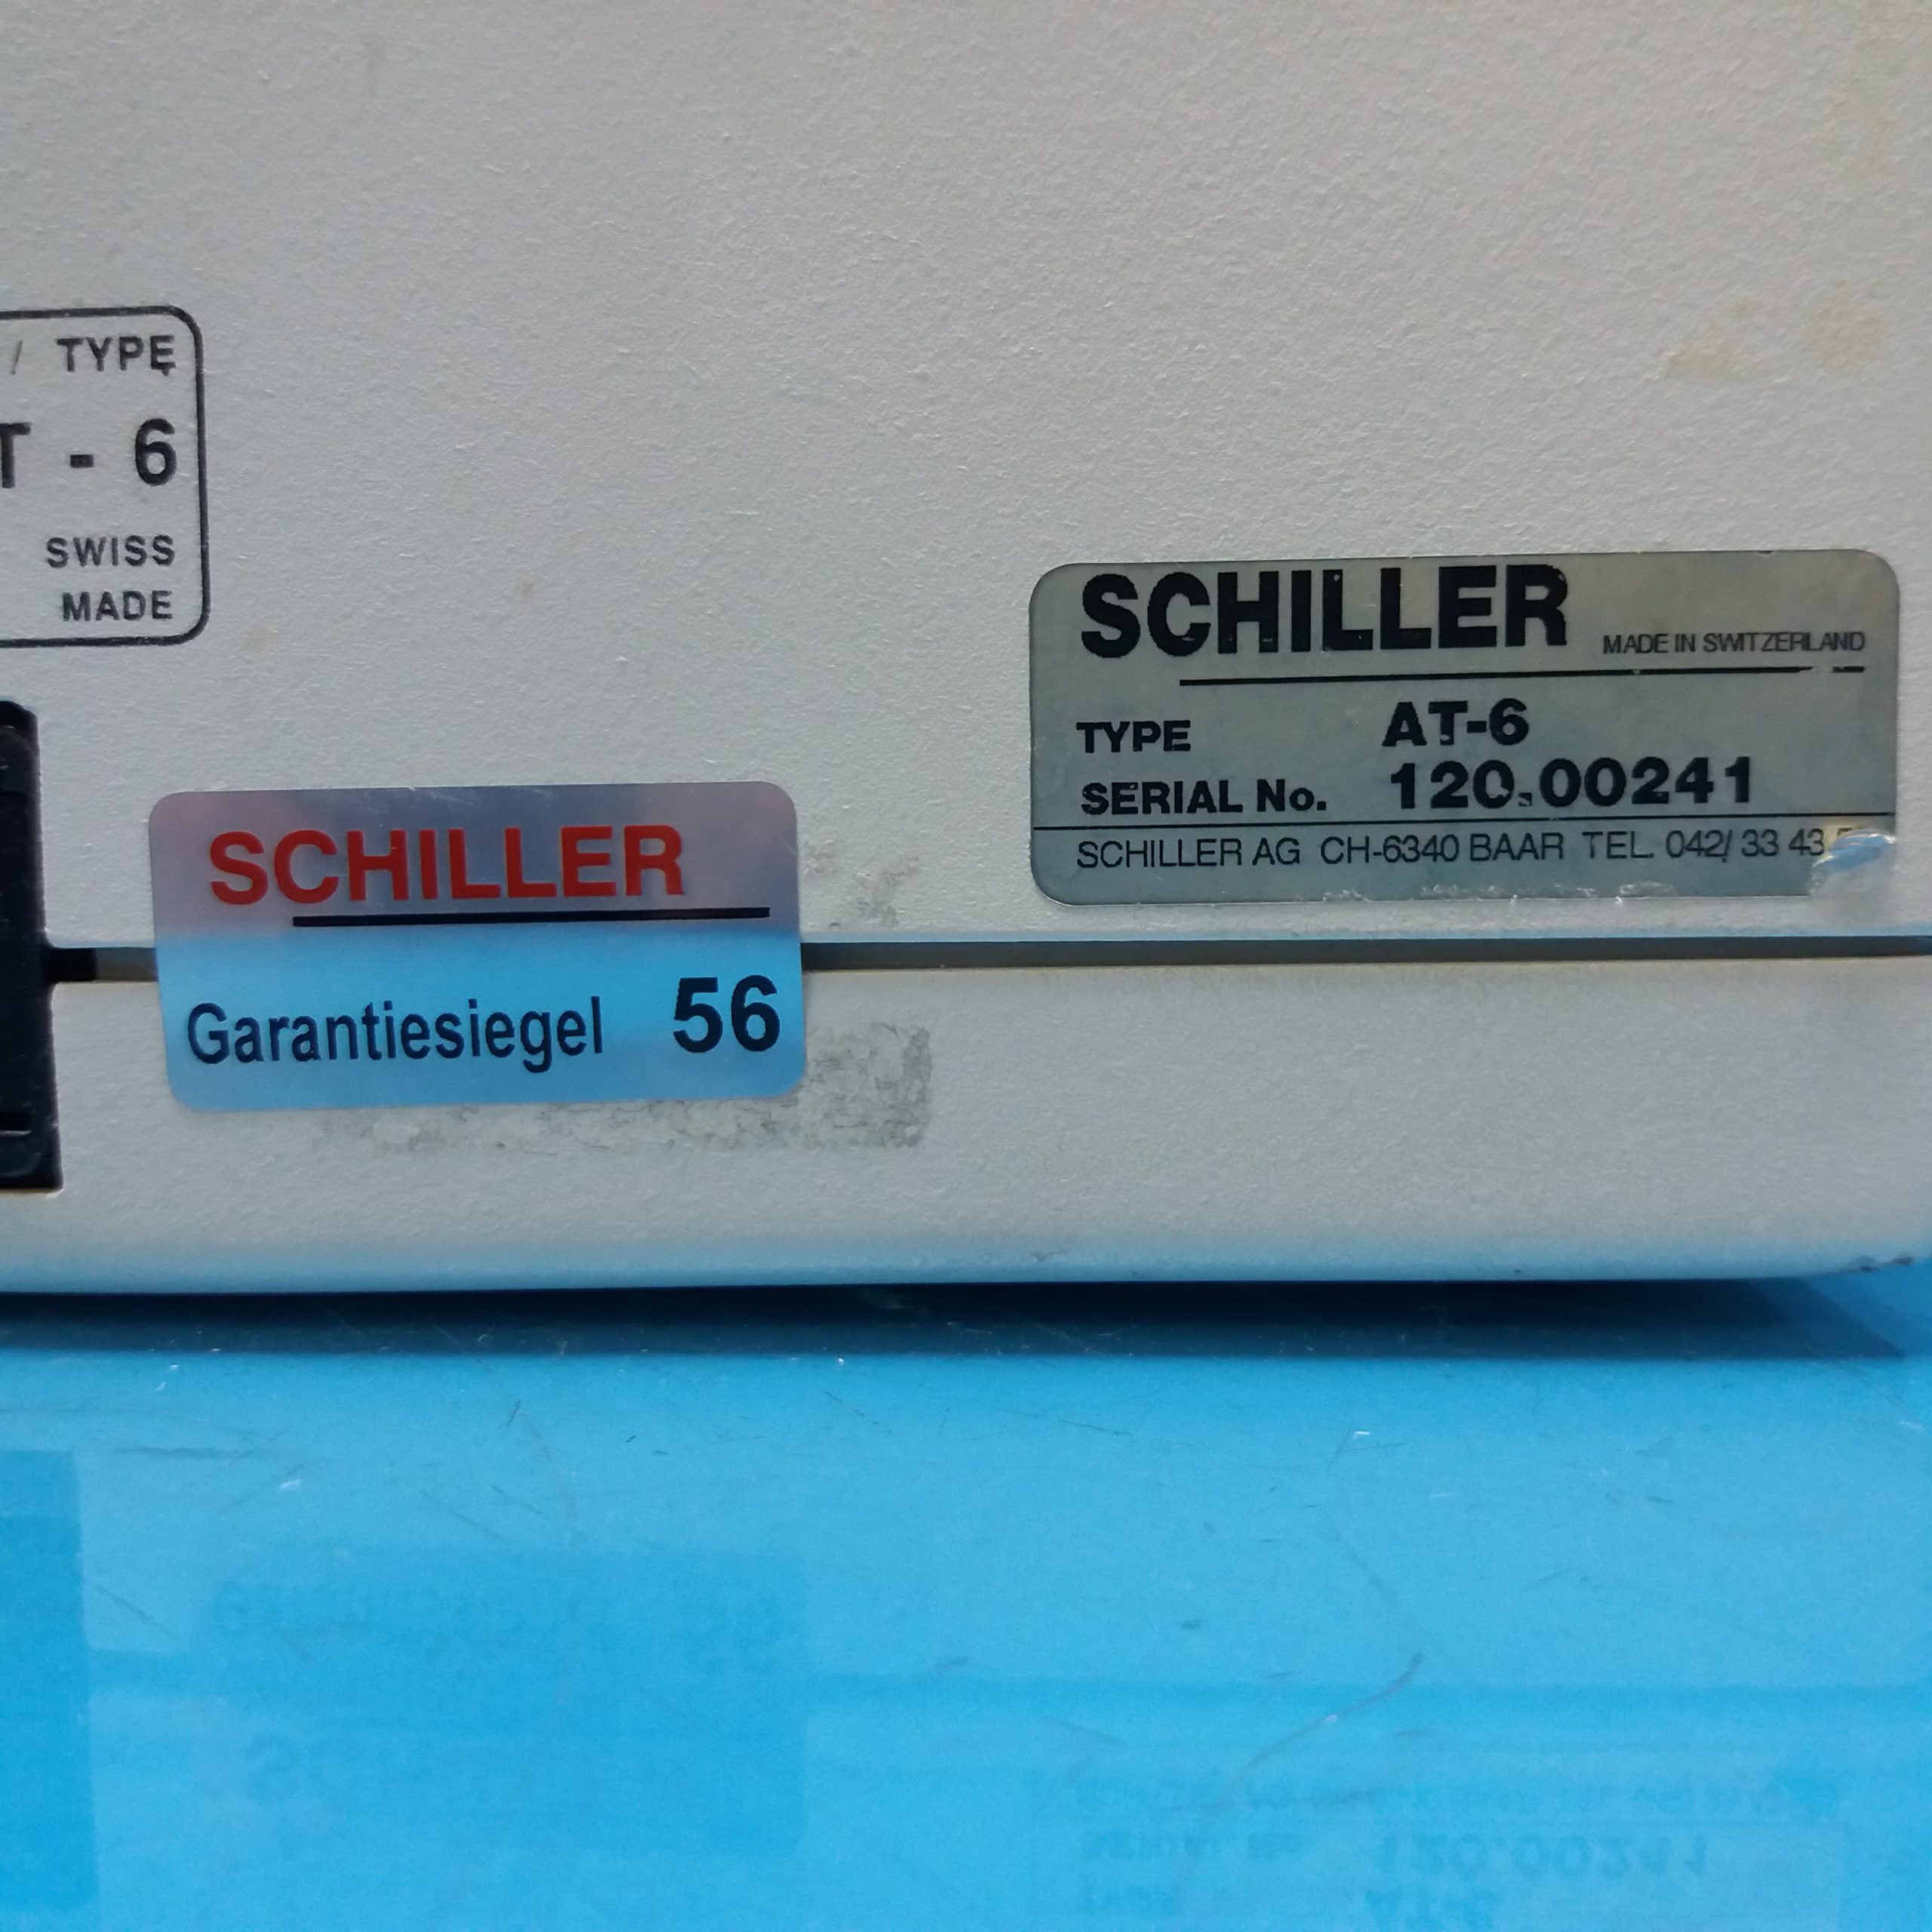 / TYPE
T - 6
SWISS
MADE
SCHILLER
Garantiesiegel 56
SCHILLER MADE IN SWITZERLAND
TYPE AT-6
SERIAL No. 120.00241
SCHILLER AG CH-6340 BAAR TEL. 042/ 33 43